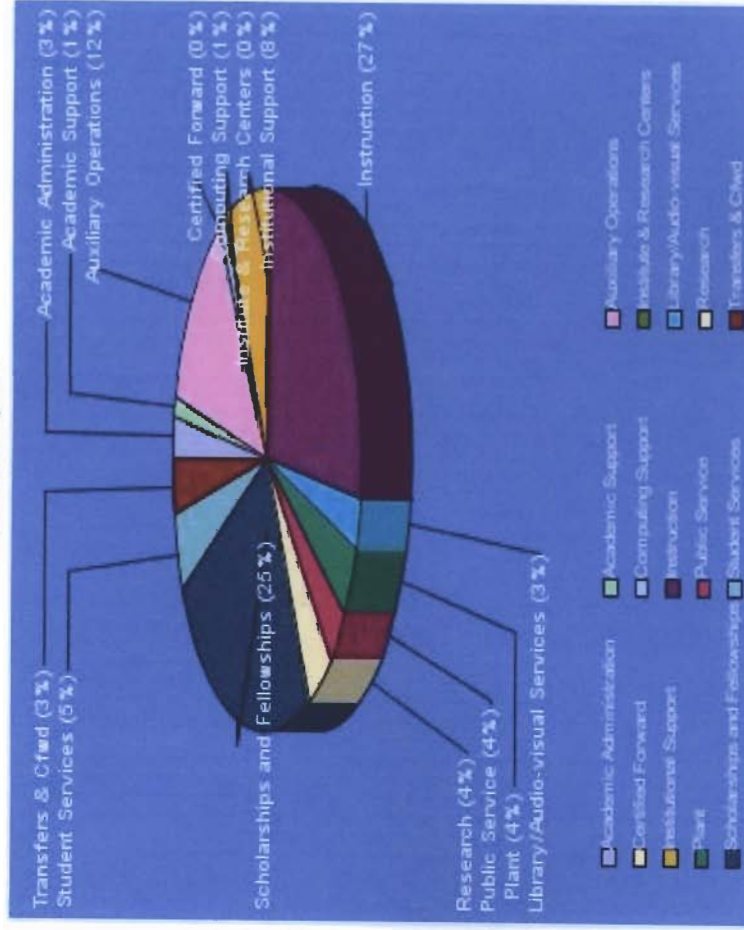 Transfers & Cfwd (3%)
Student Services (5%)
Academic Administration (3%)
Academic Support (1%)
Auxiliary Operations (12%)
Certified Forward (0%)
Computing Support (1%)
Institute & Research Centers (0%)
Institutional Support (8%)
Scholarships and Fellowships (25%)
Instruction (27%)
Research (4%)
Public Service (4%)
Plant (4%)
Library/Audio-visual Services (3%)
Academic Administration Academic Support Auxiliary Operations
Certified Forward Computing Support Institute & Research Centers
Institutional Support Instruction Library/Audio-visual Services
Plant Public Service Research
Scholarships and Fellowships Student Services Transfers & Cfwd